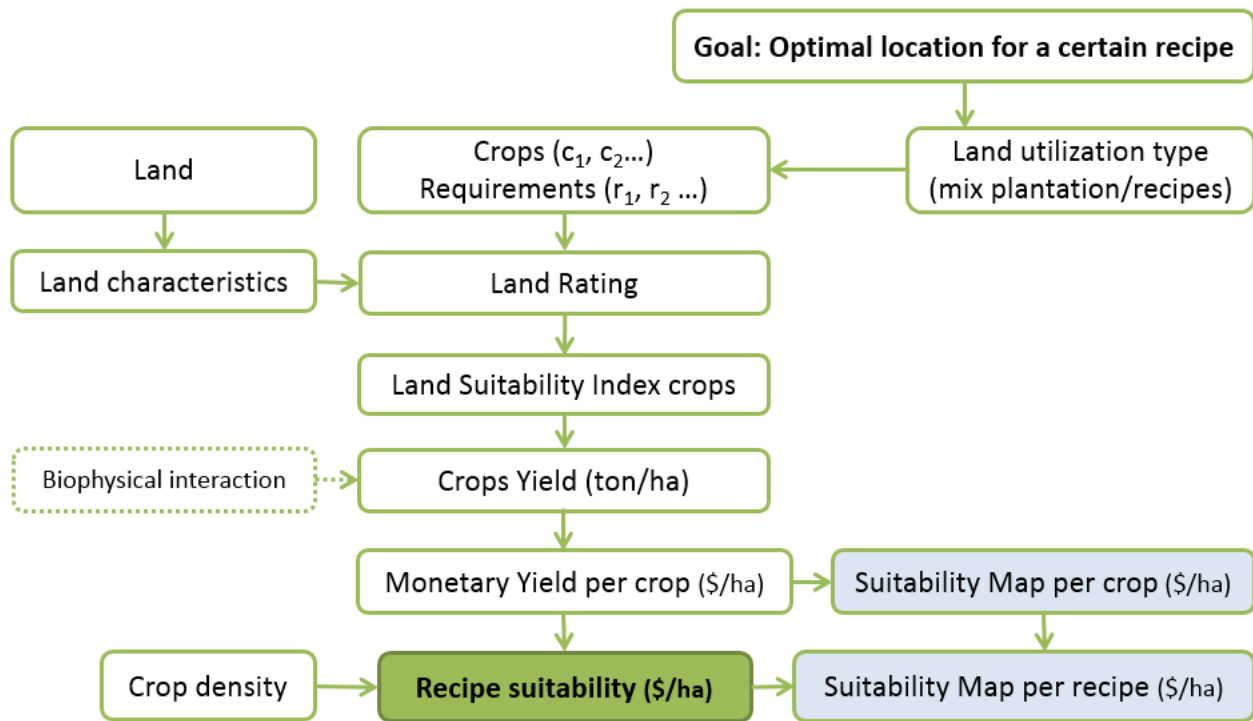 Goal: Optimal location for a certain recipe
Land
Crops (c₁, c₂...)
Requirements (r₁, r₂ ...)
Land utilization type
(mix plantation/recipes)
Land characteristics
Land Rating
Land Suitability Index crops
Biophysical interaction
Crops Yield (ton/ha)
Monetary Yield per crop ($/ha)
Suitability Map per crop ($/ha)
Crop density
Recipe suitability ($/ha)
Suitability Map per recipe ($/ha)